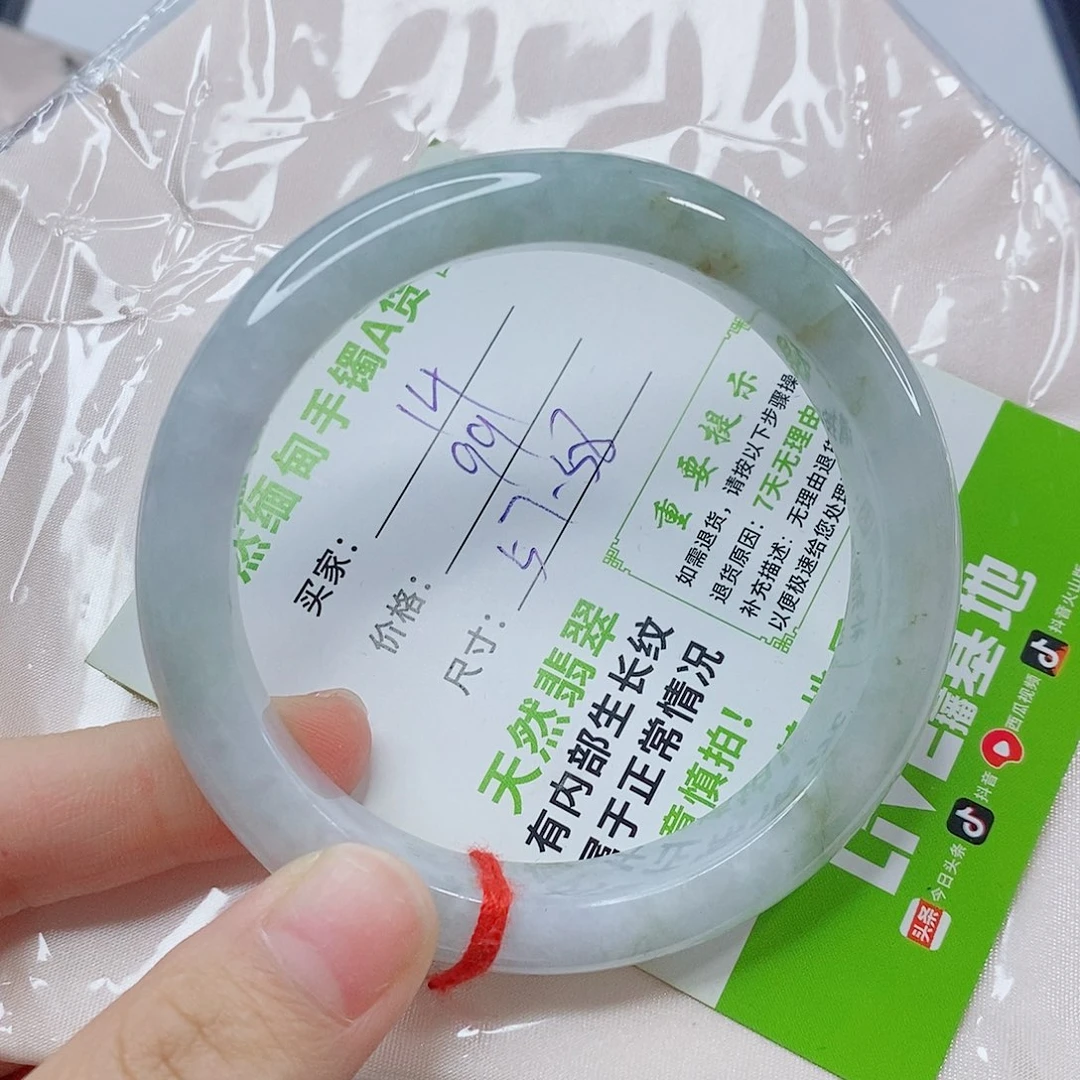 然缅甸手镯A货
买家：14
价格：99
尺寸：57-58
天然翡翠
有内部生长纹
属于正常情况
意慎拍！
重要提示
如需退货，请按以下步骤操
退货原因：7天无理由
补充描述：无理由退货
以便极速给您处理
LIVE
播基地
今日头条
抖音
西瓜视频
抖音火山版
头条